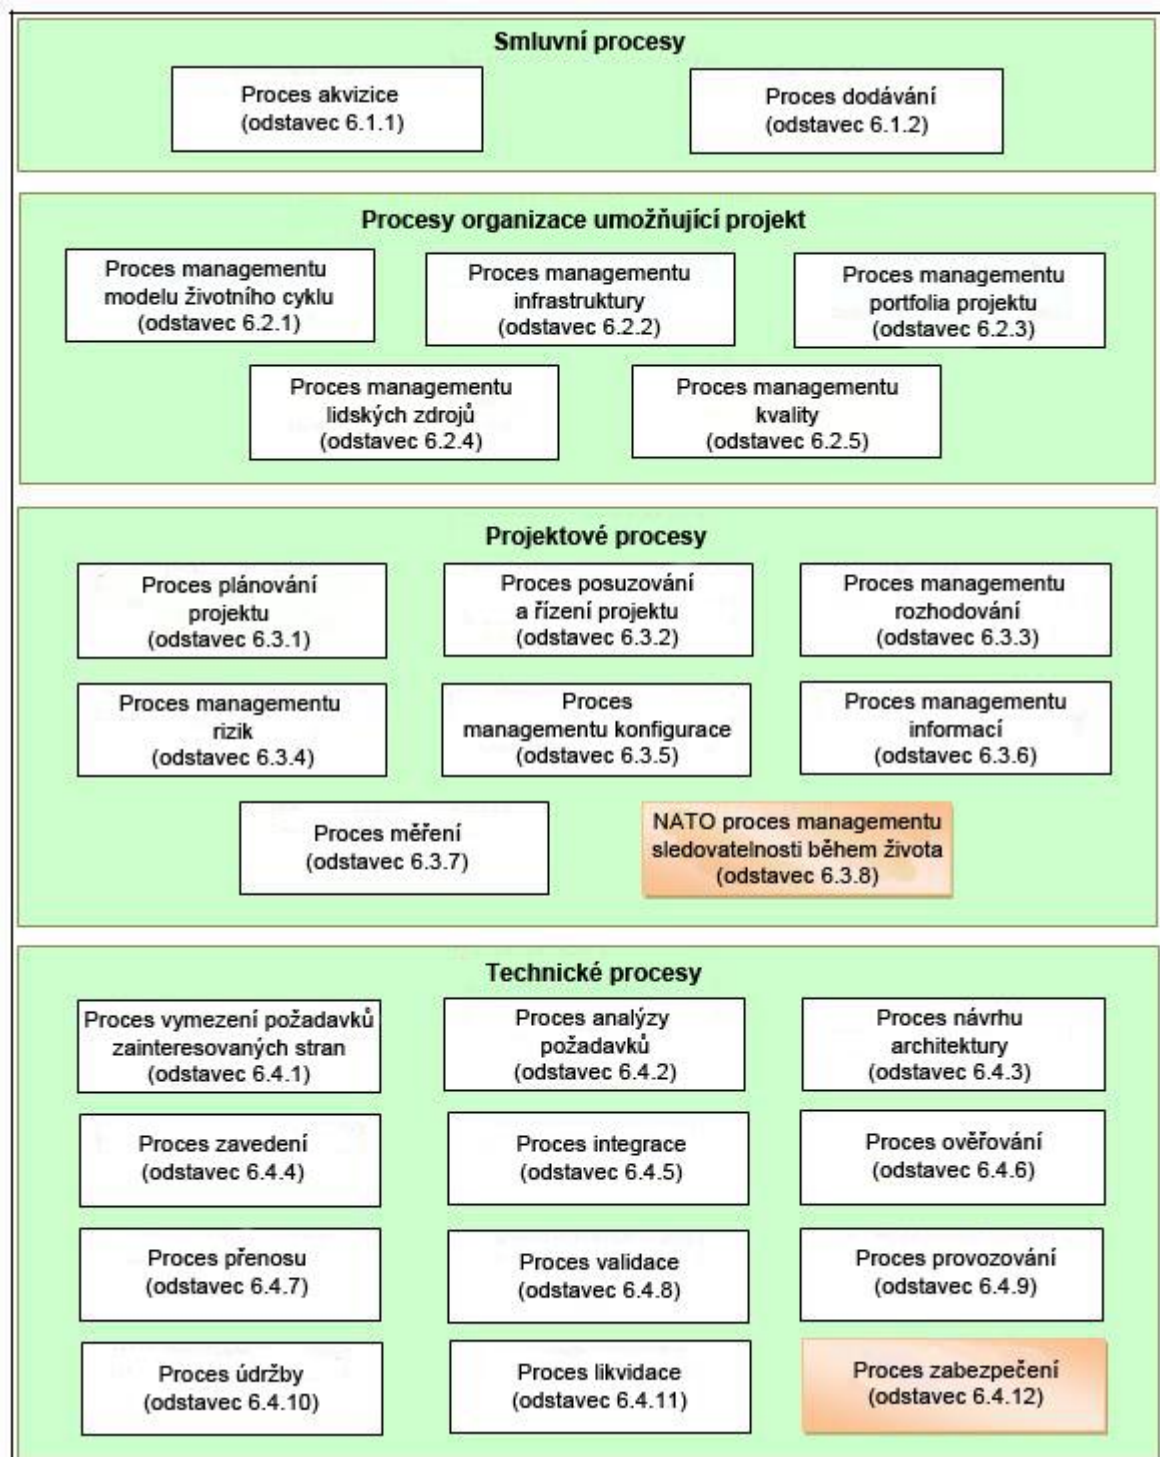 Smluvní procesy
Proces akvizice
(odstavec 6.1.1)
Proces dodávání
(odstavec 6.1.2)
Procesy organizace umožňující projekt
Proces managementu
modelu životního cyklu
(odstavec 6.2.1)
Proces managementu
infrastruktury
(odstavec 6.2.2)
Proces managementu
portfolia projektu
(odstavec 6.2.3)
Proces managementu
lidských zdrojů
(odstavec 6.2.4)
Proces managementu
kvality
(odstavec 6.2.5)
Projektové procesy
Proces plánování
projektu
(odstavec 6.3.1)
Proces posuzování
a řízení projektu
(odstavec 6.3.2)
Proces managementu
rozhodování
(odstavec 6.3.3)
Proces managementu
rizik
(odstavec 6.3.4)
Proces
managementu konfigurace
(odstavec 6.3.5)
Proces managementu
informací
(odstavec 6.3.6)
Proces měření
(odstavec 6.3.7)
NATO proces managementu
sledovatelnosti během života
(odstavec 6.3.8)
Technické procesy
Proces vymezení požadavků
zainteresovaných stran
(odstavec 6.4.1)
Proces analýzy
požadavků
(odstavec 6.4.2)
Proces návrhu
architektury
(odstavec 6.4.3)
Proces zavedení
(odstavec 6.4.4)
Proces integrace
(odstavec 6.4.5)
Proces ověřování
(odstavec 6.4.6)
Proces přenosu
(odstavec 6.4.7)
Proces validace
(odstavec 6.4.8)
Proces provozování
(odstavec 6.4.9)
Proces údržby
(odstavec 6.4.10)
Proces likvidace
(odstavec 6.4.11)
Proces zabezpečení
(odstavec 6.4.12)